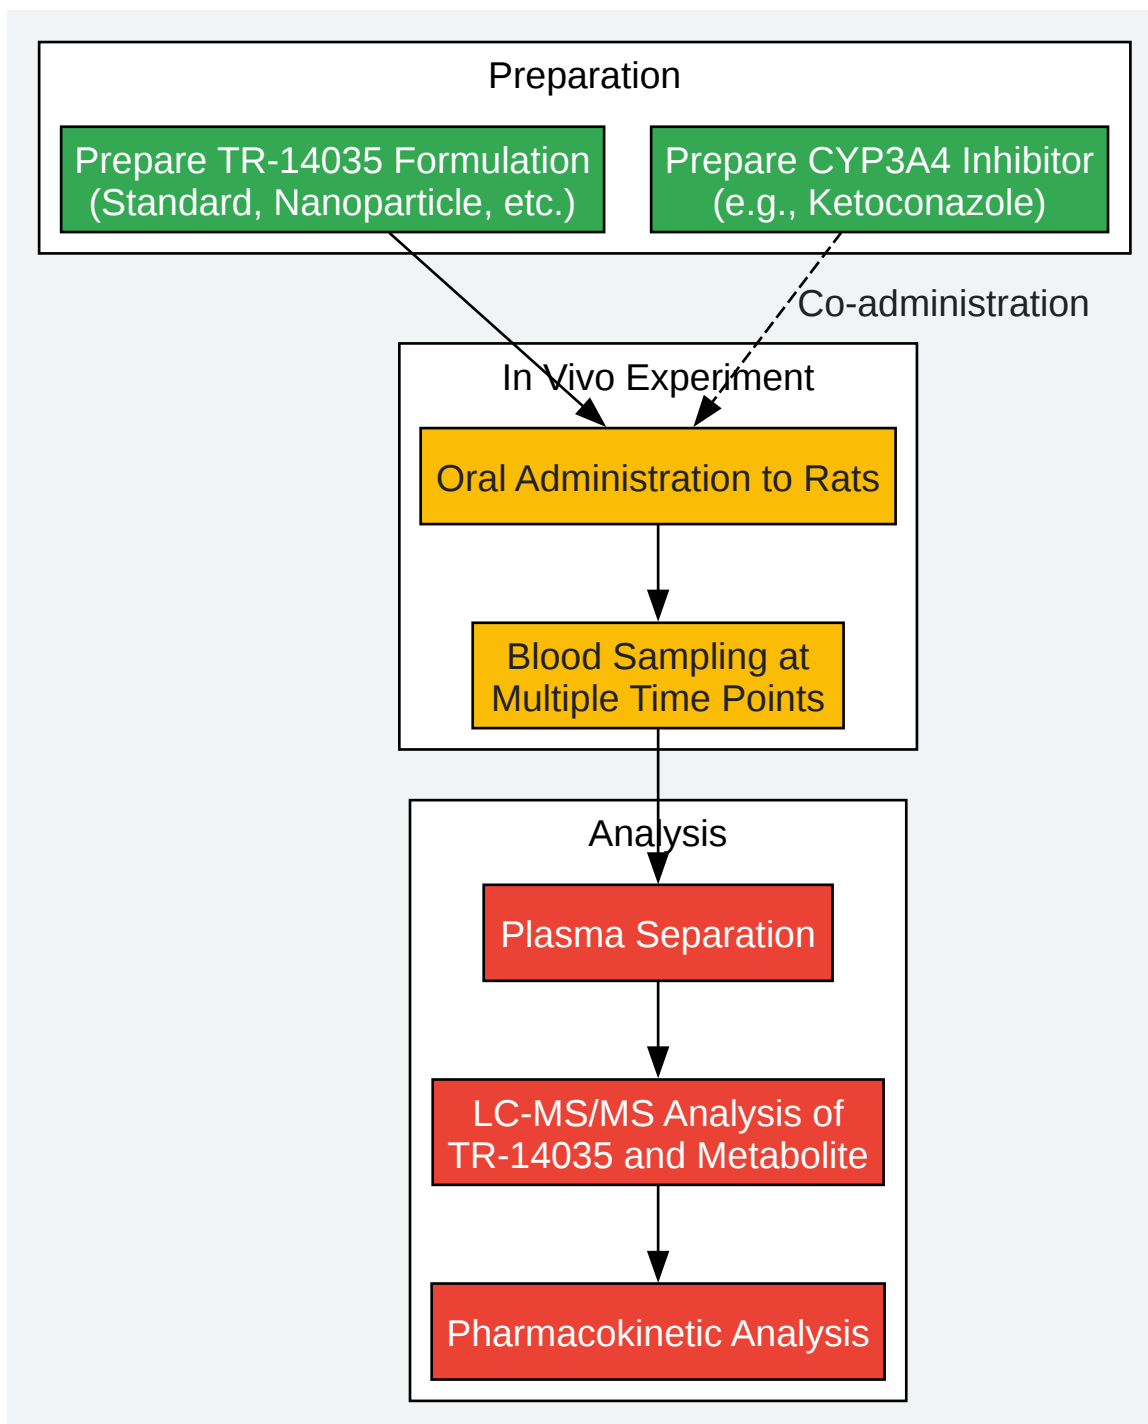 Preparation
Prepare TR-14035 Formulation
(Standard, Nanoparticle, etc.)
Prepare CYP3A4 Inhibitor
(e.g., Ketoconazole)
Co-administration
In Vivo Experiment
Oral Administration to Rats
Blood Sampling at
Multiple Time Points
Analysis
Plasma Separation
LC-MS/MS Analysis of
TR-14035 and Metabolite
Pharmacokinetic Analysis